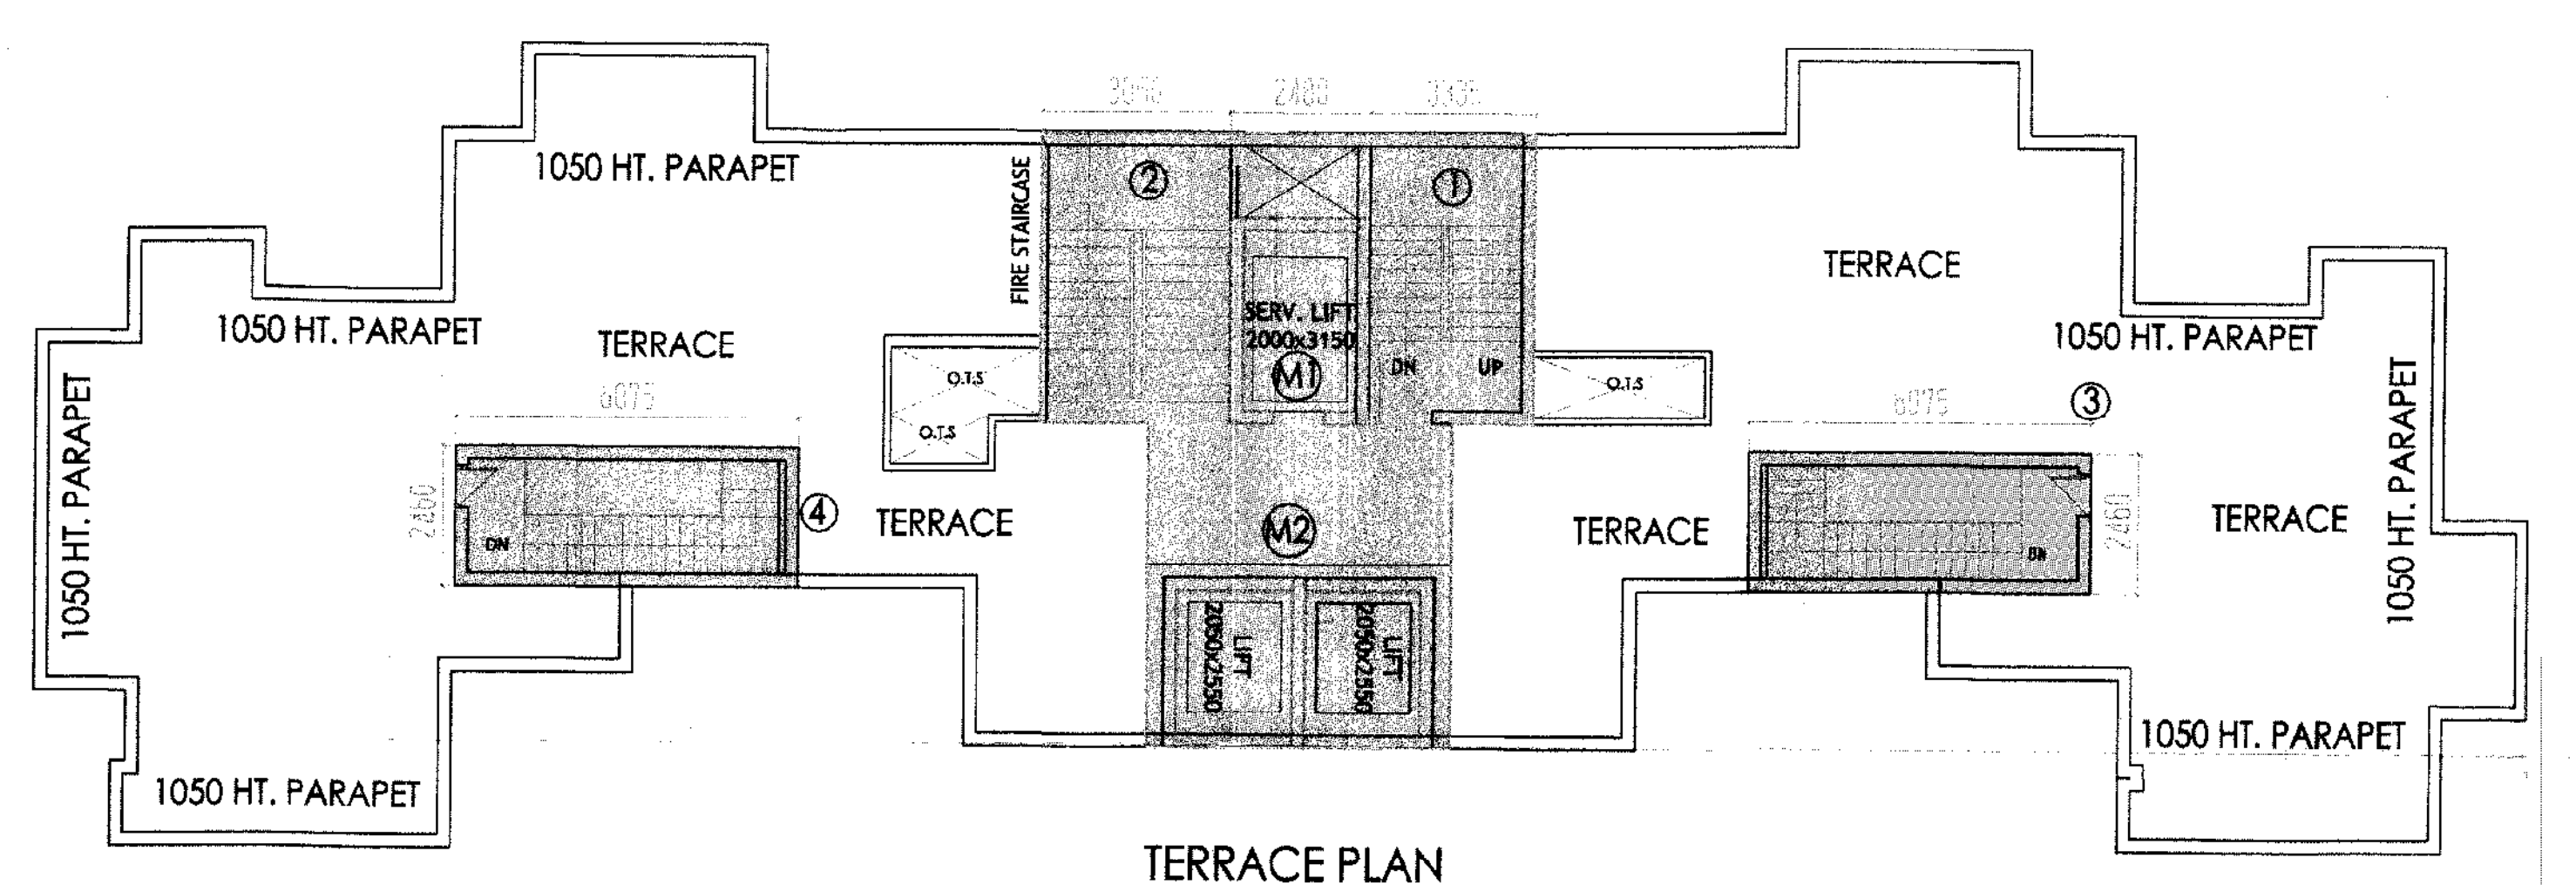 2480
②
①
1050 HT. PARAPET
FIRE STAIRCASE
TERRACE
SERV. LIFT
2000x3150
M1
DN
UP
1050 HT. PARAPET
TERRACE
O.T.S
O.T.S
1050 HT. PARAPET
6075
6075
③
O.T.S
1050 HT. PARAPET
1050 HT. PARAPET
2460
④
TERRACE
M2
TERRACE
TERRACE
2460
DN
DN
LIFT
2050x2550
LIFT
2050x2550
1050 HT. PARAPET
1050 HT. PARAPET
TERRACE PLAN